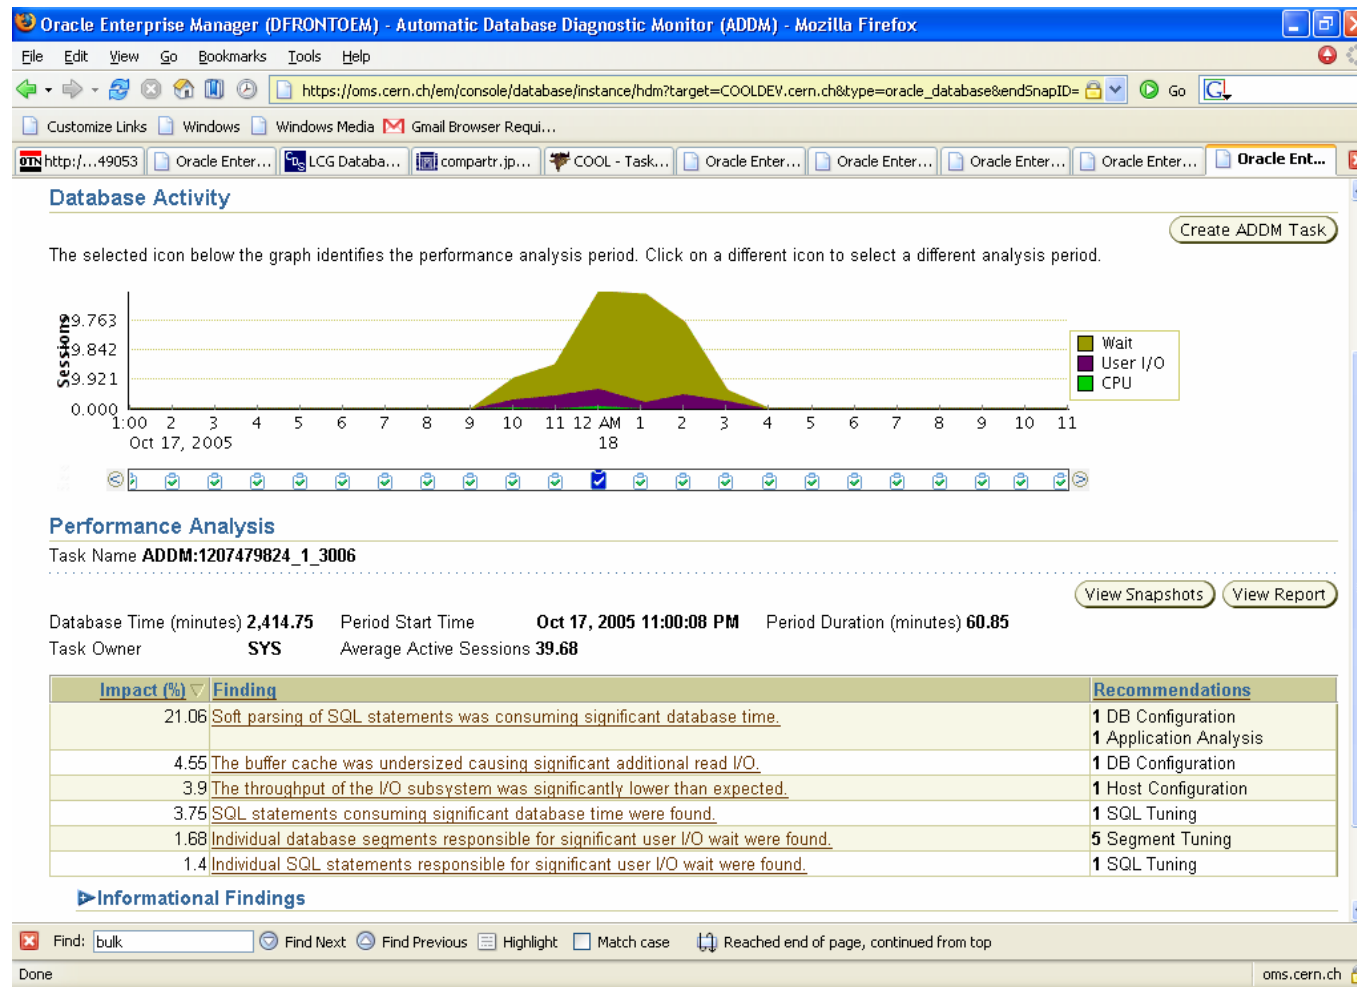 Oracle Enterprise Manager (DFRONTOEM) - Automatic Database Diagnostic Monitor (ADDM) - Mozilla Firefox
File Edit View Go Bookmarks Tools Help
https://oms.cern.ch/em/console/database/instance/hdm?target=COOLDEV.cern.ch&type=oracle_database&endSnapID= Go G
Customize Links Windows Windows Media Gmail Browser Requi...
OTN http:/...49053 Oracle Enter... CDS LCG Databa... compartr.jp... COOL - Task... Oracle Enter... Oracle Enter... Oracle Enter... Oracle Enter... Oracle Ent...
Database Activity
Create ADDM Task
The selected icon below the graph identifies the performance analysis period. Click on a different icon to select a different analysis period.
Sessions
9.763
9.842
9.921
0.000
Wait
User I/O
CPU
1:00 2 3 4 5 6 7 8 9 10 11 12 AM 1 2 3 4 5 6 7 8 9 10 11
Oct 17, 2005 18
Performance Analysis
Task Name ADDM:1207479824_1_3006
View Snapshots View Report
Database Time (minutes) 2,414.75 Period Start Time Oct 17, 2005 11:00:08 PM Period Duration (minutes) 60.85
Task Owner SYS Average Active Sessions 39.68
Impact (%) Finding Recommendations
21.06 Soft parsing of SQL statements was consuming significant database time. 1 DB Configuration
1 Application Analysis
4.55 The buffer cache was undersized causing significant additional read I/O. 1 DB Configuration
3.9 The throughput of the I/O subsystem was significantly lower than expected. 1 Host Configuration
3.75 SQL statements consuming significant database time were found. 1 SQL Tuning
1.68 Individual database segments responsible for significant user I/O wait were found. 5 Segment Tuning
1.4 Individual SQL statements responsible for significant user I/O wait were found. 1 SQL Tuning
Informational Findings
Find: bulk Find Next Find Previous Highlight Match case Reached end of page, continued from top
Done oms.cern.ch